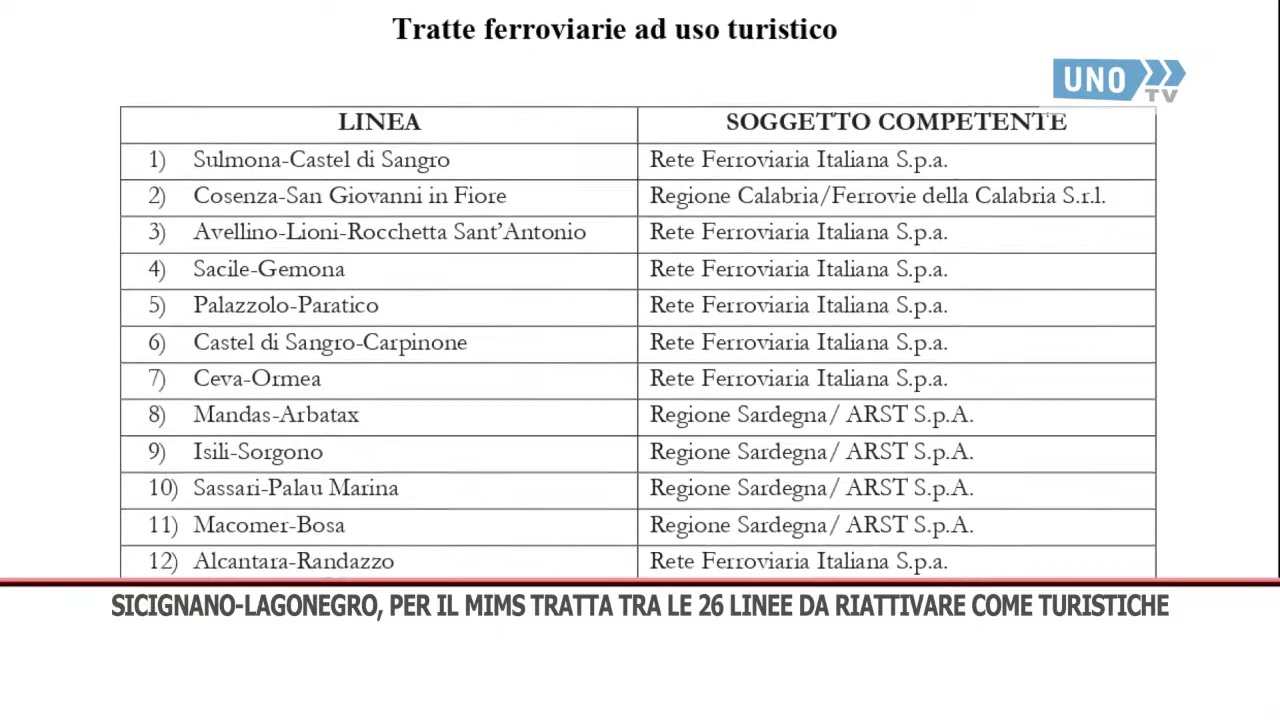 Tratte ferroviarie ad uso turistico
UNO
TV
LINEA SOGGETTO COMPETENTE
1) Sulmona-Castel di Sangro Rete Ferroviaria Italiana S.p.a.
2) Cosenza-San Giovanni in Fiore Regione Calabria/Ferrovie della Calabria S.r.l.
3) Avellino-Lioni-Rocchetta Sant'Antonio Rete Ferroviaria Italiana S.p.a.
4) Sacile-Gemona Rete Ferroviaria Italiana S.p.a.
5) Palazzolo-Paratico Rete Ferroviaria Italiana S.p.a.
6) Castel di Sangro-Carpinone Rete Ferroviaria Italiana S.p.a.
7) Ceva-Ormea Rete Ferroviaria Italiana S.p.a.
8) Mandas-Arbatax Regione Sardegna/ ARST S.p.A.
9) Isili-Sorgono Regione Sardegna/ ARST S.p.A.
10) Sassari-Palau Marina Regione Sardegna/ ARST S.p.A.
11) Macomer-Bosa Regione Sardegna/ ARST S.p.A.
12) Alcantara-Randazzo Rete Ferroviaria Italiana S.p.a.
SICIGNANO-LAGONEGRO, PER IL MIMS TRATTA TRA LE 26 LINEE DA RIATTIVARE COME TURISTICHE